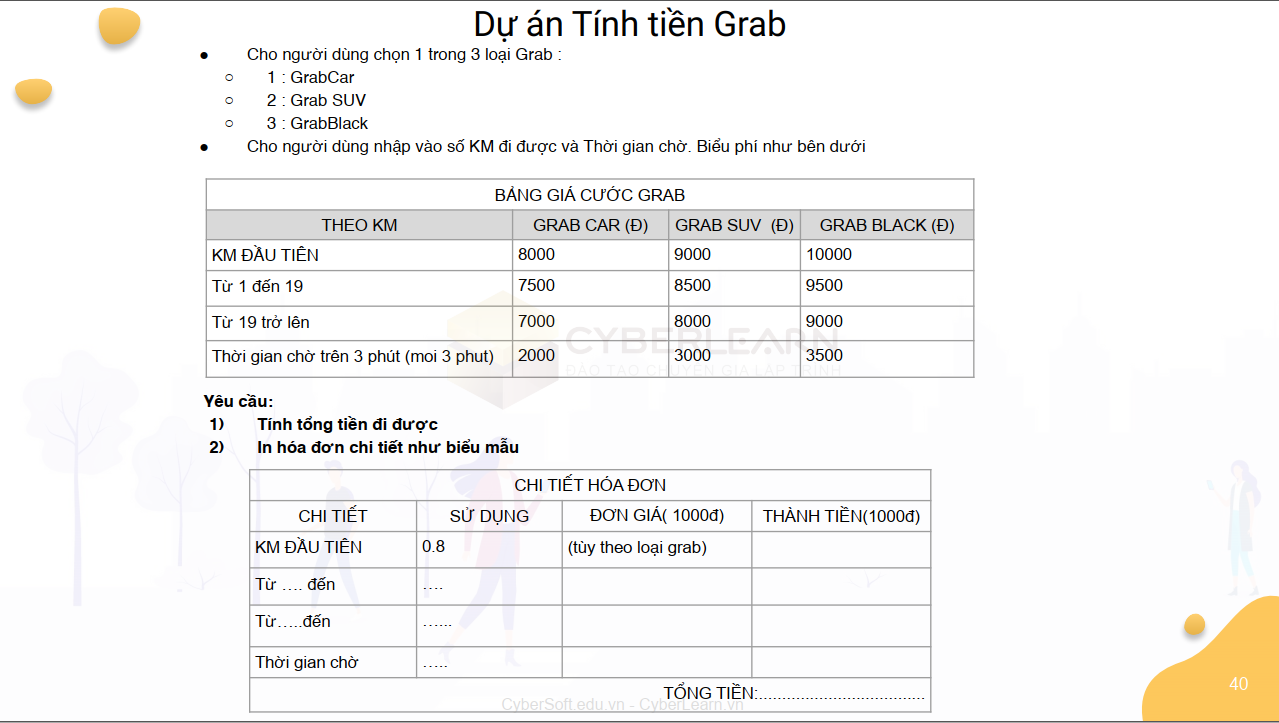 Dự án Tính tiền Grab
● Cho người dùng chọn 1 trong 3 loại Grab :
○ 1 : GrabCar
○ 2 : Grab SUV
○ 3 : GrabBlack
● Cho người dùng nhập vào số KM đi được và Thời gian chờ. Biểu phí như bên dưới
BẢNG GIÁ CƯỚC GRAB
THEO KM GRAB CAR (Đ) GRAB SUV (Đ) GRAB BLACK (Đ)
KM ĐẦU TIÊN 8000 9000 10000
Từ 1 đến 19 7500 8500 9500
Từ 19 trở lên 7000 8000 9000
Thời gian chờ trên 3 phút (moi 3 phut) 2000 3000 3500
CYBERLEARN
ĐÀO TẠO CHUYÊN GIA LẬP TRÌNH
Yêu cầu:
1) Tính tổng tiền đi được
2) In hóa đơn chi tiết như biểu mẫu
CHI TIẾT HÓA ĐƠN
CHI TIẾT SỬ DỤNG ĐƠN GIÁ( 1000đ) THÀNH TIỀN(1000đ)
KM ĐẦU TIÊN 0.8 (tùy theo loại grab)
Từ …. đến ….
Từ…..đến …...
Thời gian chờ …..
TỔNG TIỀN:...................................
CyberSoft.edu.vn - CyberLearn.vn
40